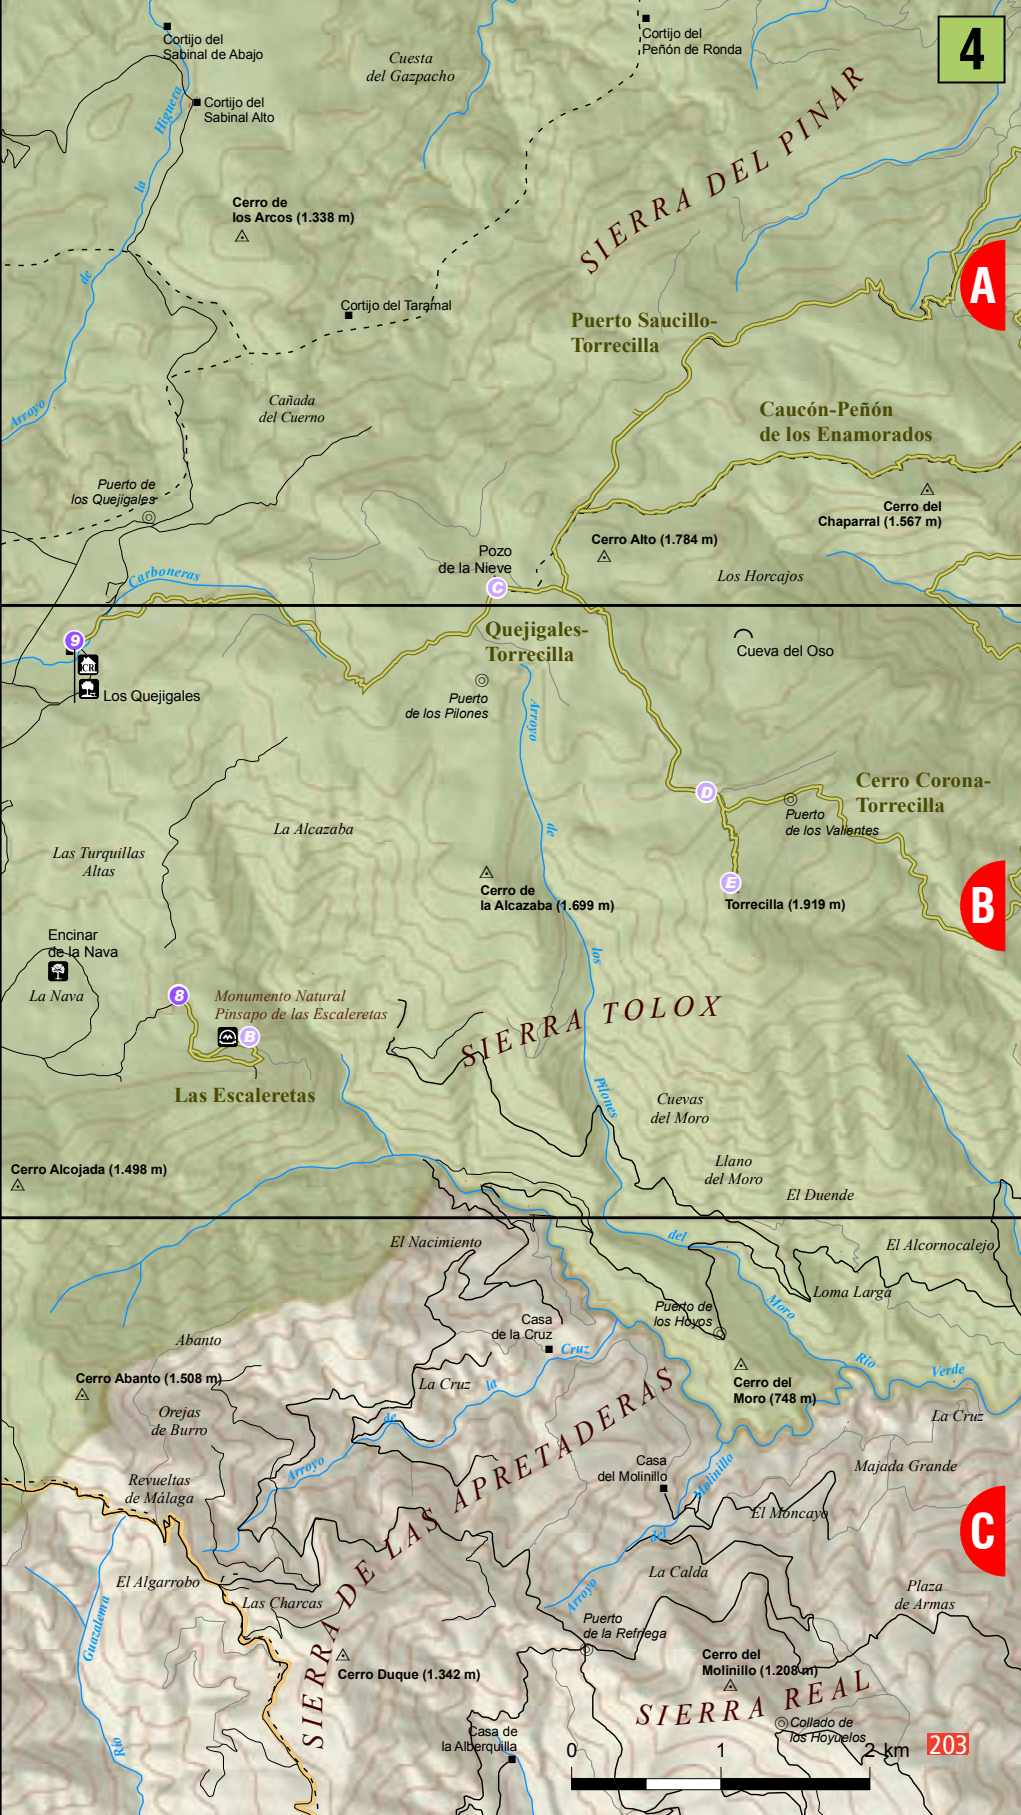 Cortijo del
Sabinal de Abajo
Cuesta
del Gazpacho
Cortijo del
Peñón de Ronda
4
Cortijo del
Sabinal Alto
SIERRA DEL PINAR
Arroyo de la Higuera
Cerro de
los Arcos (1.338 m)
A
Cortijo del Taramal
Puerto Saucillo-
Torrecilla
Cañada
del Cuerno
Caucón-Peñón
de los Enamorados
Puerto de
los Quejigales
Cerro del
Chaparral (1.567 m)
Cerro Alto (1.784 m)
Pozo
de la Nieve
Los Horcajos
Carboneras
C
9
Quejigales-
Torrecilla
Cueva del Oso
CR
Los Quejigales
Puerto
de los Pilones
Arroyo de los Pilones
D
Cerro Corona-
Torrecilla
Puerto
de los Valientes
La Alcazaba
Las Turquillas
Altas
Cerro de
la Alcazaba (1.699 m)
E
Torrecilla (1.919 m)
B
Encinar
de la Nava
La Nava
8
Monumento Natural
Pinsapo de las Escaleretas
B
SIERRA TOLOX
Las Escaleretas
Cuevas
del Moro
Llano
del Moro
Cerro Alcojada (1.498 m)
El Duende
El Nacimiento
del Moro
El Alcornocalejo
Loma Larga
Puerto de
los Hoyos
Casa
de la Cruz
Abanto
Río Verde
Cerro Abanto (1.508 m)
La Cruz
Arroyo de la Cruz
Cerro del
Moro (748 m)
La Cruz
Orejas
de Burro
SIERRA DE LAS APRETADERAS
Casa
del Molinillo
Majada Grande
Revueltas
de Málaga
Arroyo del Molinillo
El Moncayo
C
El Algarrobo
La Calda
Las Charcas
Plaza
de Armas
Puerto
de la Refriega
Río Guazalema
Cerro Duque (1.342 m)
Cerro del
Molinillo (1.208 m)
SIERRA REAL
Collado de
los Hoyuelos
Casa de
la Alberquilla
0 1 2 km
203